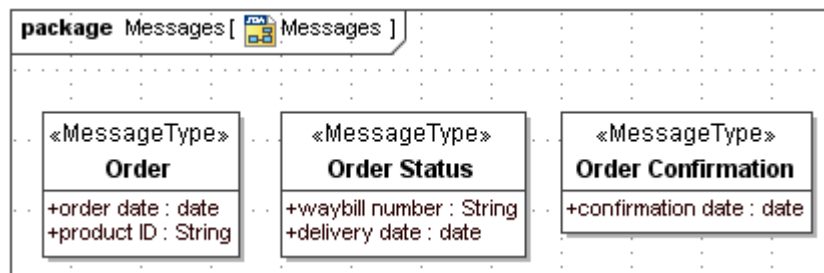 package Messages [ Messages ]
«MessageType»
Order
+order date : date
+product ID : String
«MessageType»
Order Status
+waybill number : String
+delivery date : date
«MessageType»
Order Confirmation
+confirmation date : date